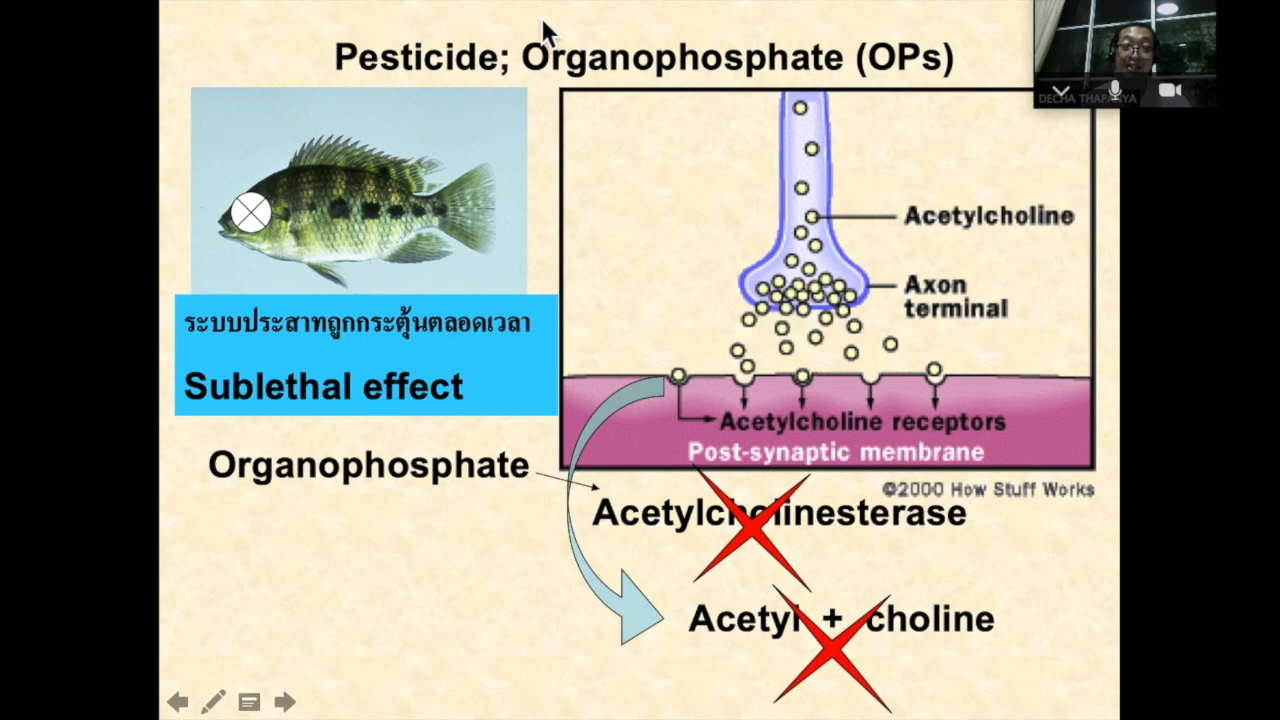 Pesticide; Organophosphate (OPs)
DECHA THAPANYA
Acetylcholine
Axon
terminal
ระบบประสาทถูกกระตุ้นตลอดเวลา
Sublethal effect
Acetylcholine receptors
Post-synaptic membrane
Organophosphate
©2000 How Stuff Works
Acetylcholinesterase
Acetyl + choline